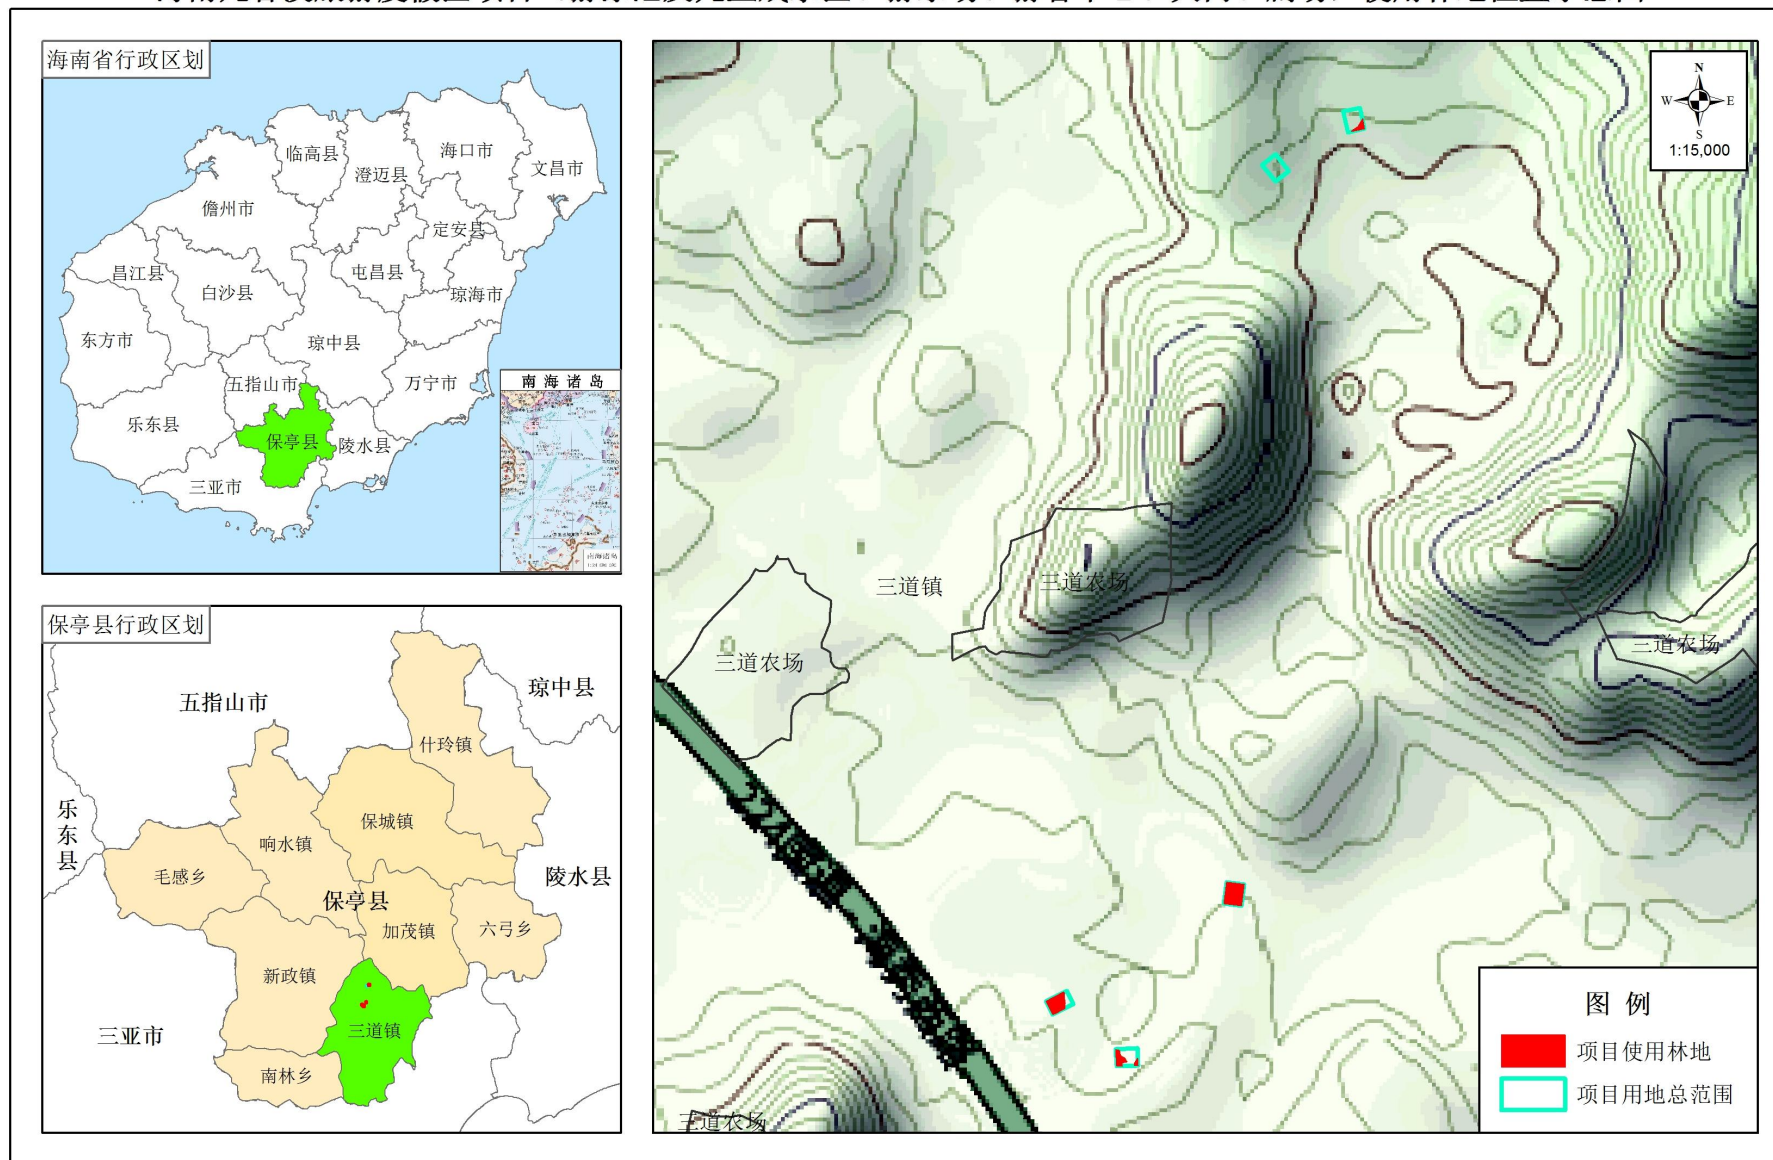 海南省行政区划
临高县
海口市
澄迈县
文昌市
儋州市
定安县
屯昌县
昌江县
白沙县
琼海市
东方市
琼中县
五指山市
万宁市
乐东县
保亭县
陵水县
三亚市
南海诸岛
南海诸岛
保亭县行政区划
五指山市
琼中县
什玲镇
乐东县
保城镇
响水镇
毛感乡
陵水县
保亭县
加茂镇
六弓乡
新政镇
三道镇
三亚市
南林乡
N
W
E
S
1:15,000
三道镇
三道农场
三道农场
三道农场
三道农场
图例
项目使用林地
项目用地总范围